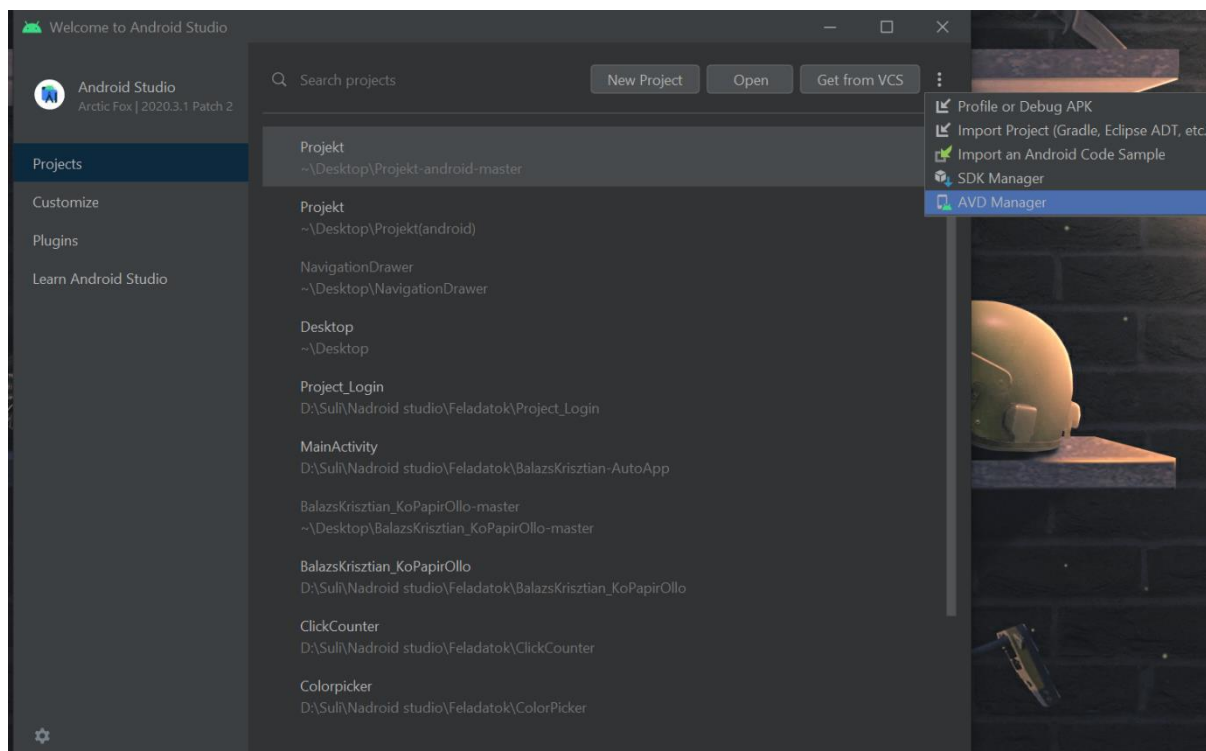 Welcome to Android Studio
Android Studio
Arctic Fox | 2020.3.1 Patch 2
Projects
Customize
Plugins
Learn Android Studio
Search projects
New Project
Open
Get from VCS
Profile or Debug APK
Import Project (Gradle, Eclipse ADT, etc.
Import an Android Code Sample
SDK Manager
AVD Manager
Projekt
~\Desktop\Projekt-android-master
Projekt
~\Desktop\Projekt(android)
NavigationDrawer
~\Desktop\NavigationDrawer
Desktop
~\Desktop
Project_Login
D:\Suli\Nadroid studio\Feladatok\Project_Login
MainActivity
D:\Suli\Nadroid studio\Feladatok\BalazsKrisztian-AutoApp
BalazsKrisztian_KoPapirOllo-master
~\Desktop\BalazsKrisztian_KoPapirOllo-master
BalazsKrisztian_KoPapirOllo
D:\Suli\Nadroid studio\Feladatok\BalazsKrisztian_KoPapirOllo
ClickCounter
D:\Suli\Nadroid studio\Feladatok\ClickCounter
Colorpicker
D:\Suli\Nadroid studio\Feladatok\ColorPicker